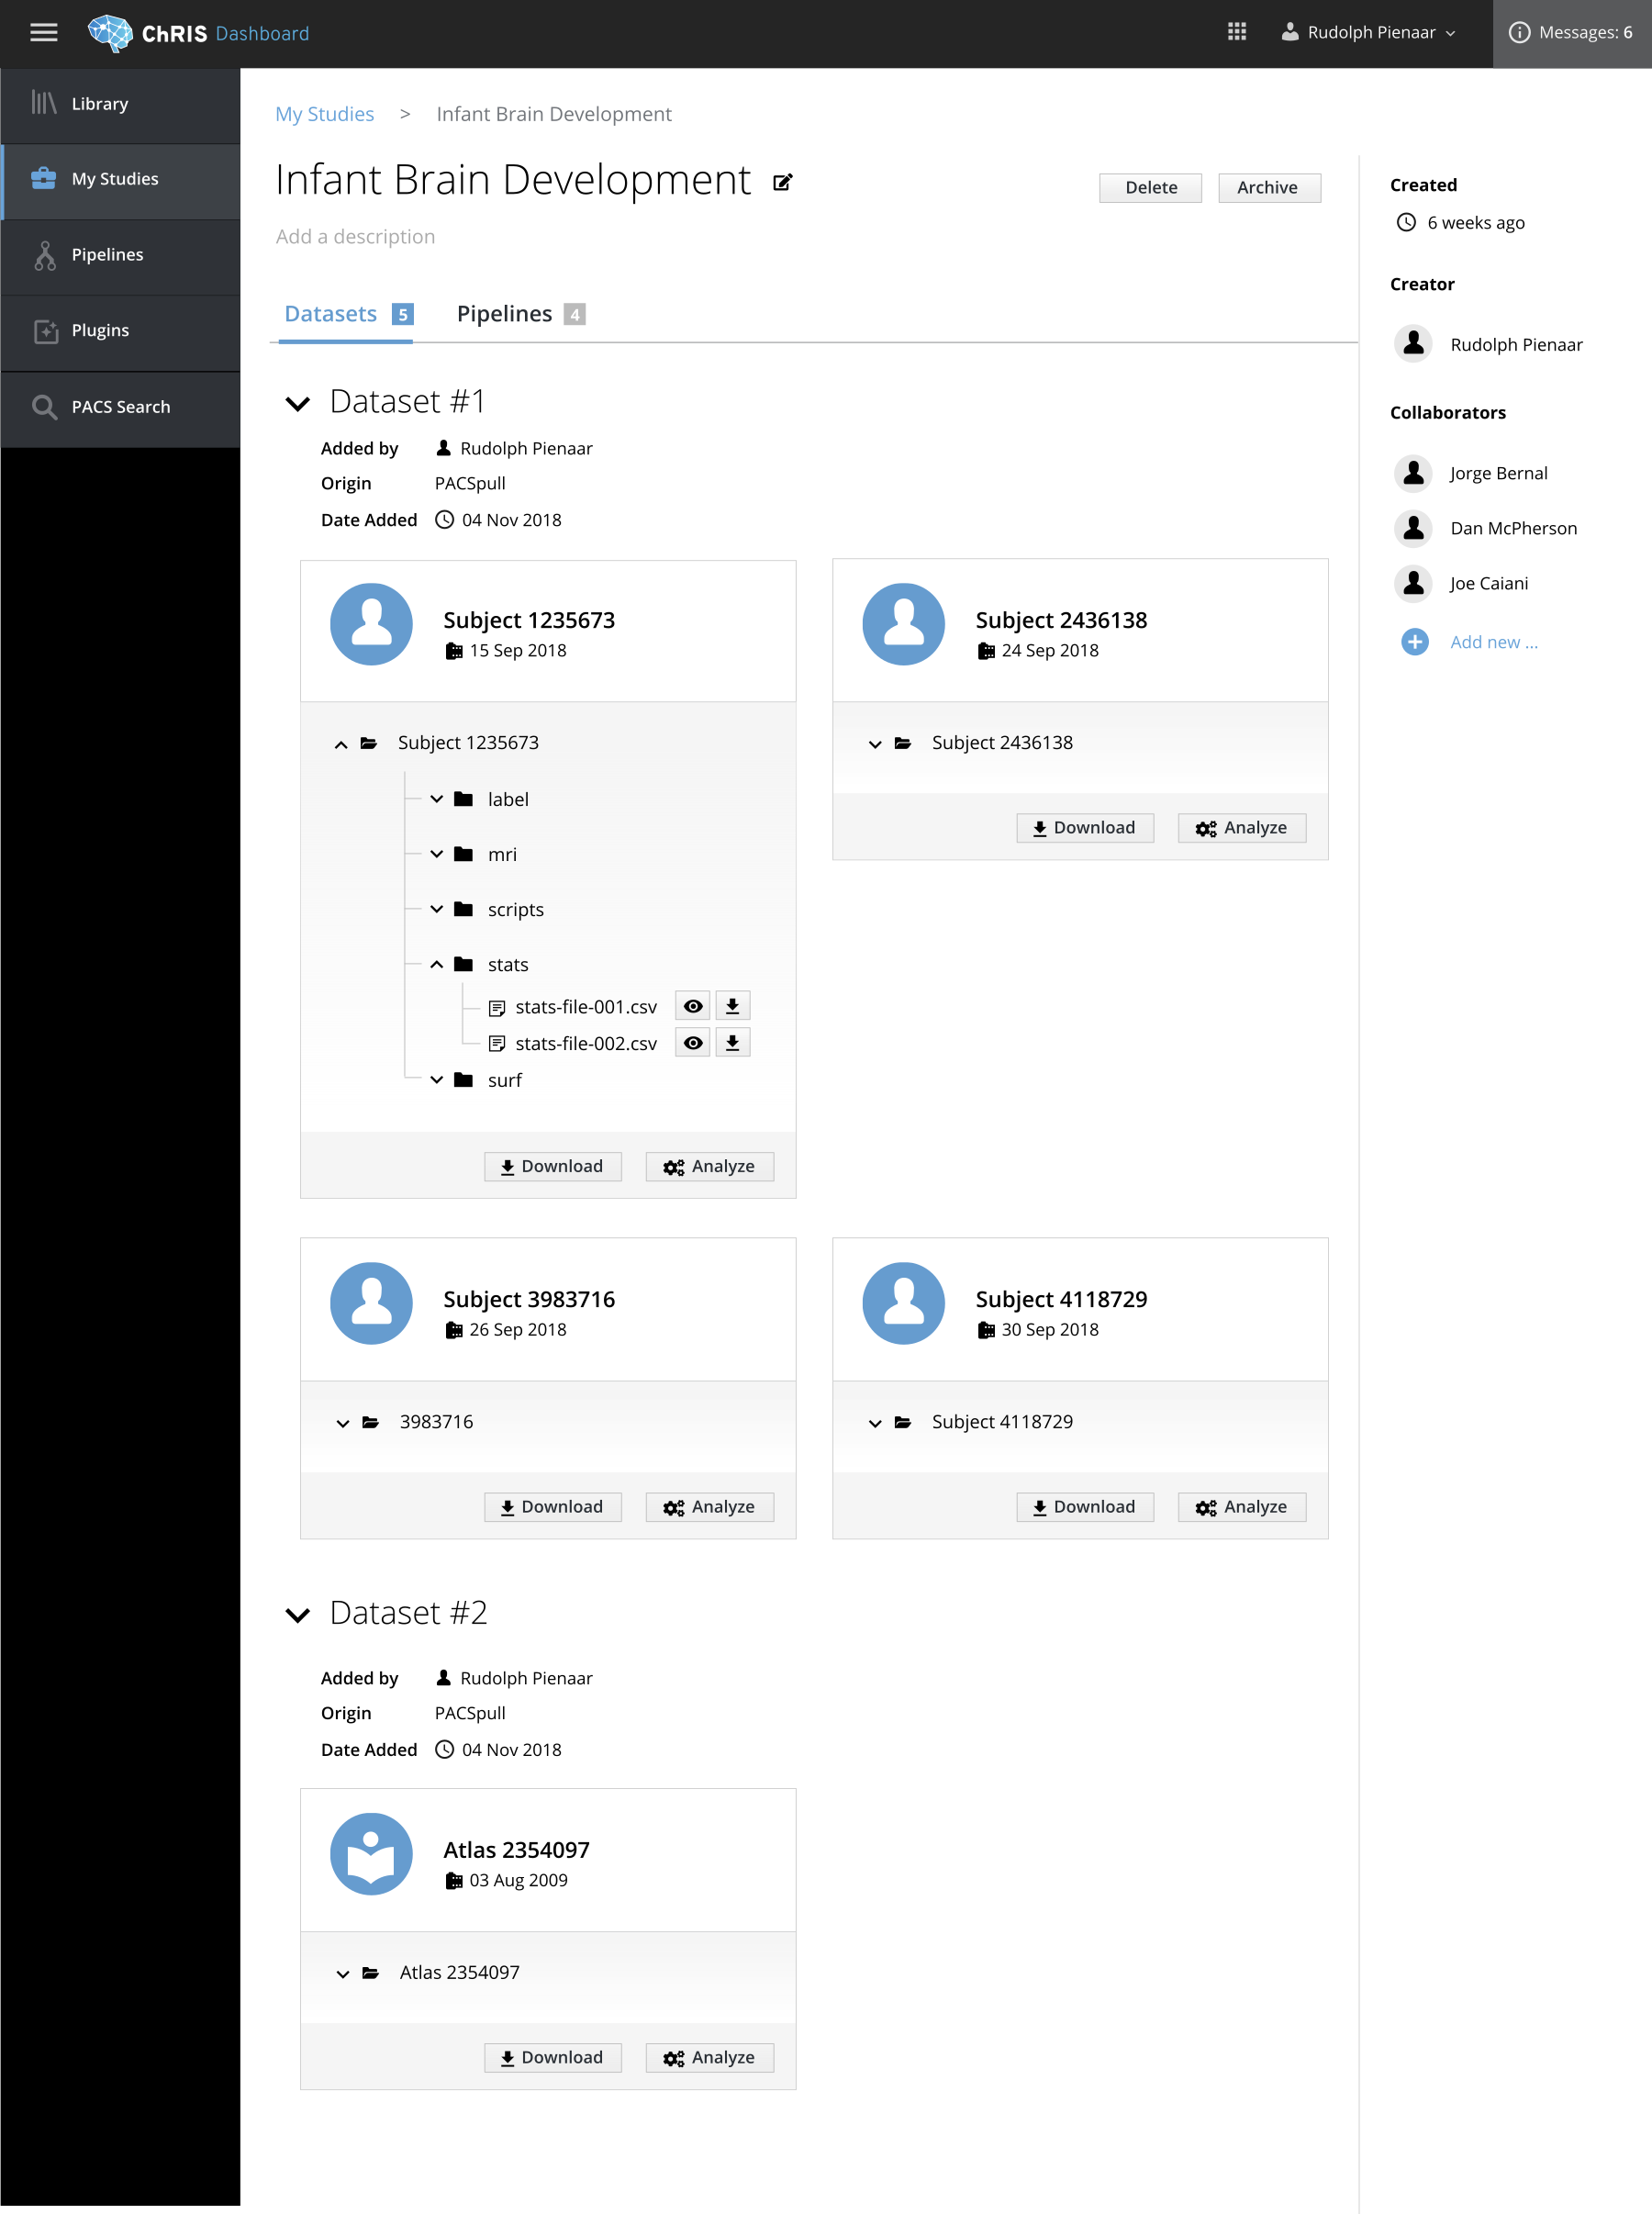 ChRIS Dashboard
Rudolph Pienaar
Messages: 6
Library
My Studies
Pipelines
Plugins
PACS Search
My Studies > Infant Brain Development
Infant Brain Development
Delete
Archive
Add a description
Datasets 5
Pipelines 4
Dataset #1
Added by Rudolph Pienaar
Origin PACSpull
Date Added 04 Nov 2018
Subject 1235673
15 Sep 2018
Subject 1235673
label
mri
scripts
stats
stats-file-001.csv
stats-file-002.csv
surf
Download Analyze
Subject 2436138
24 Sep 2018
Subject 2436138
Download Analyze
Subject 3983716
26 Sep 2018
3983716
Download Analyze
Subject 4118729
30 Sep 2018
Subject 4118729
Download Analyze
Dataset #2
Added by Rudolph Pienaar
Origin PACSpull
Date Added 04 Nov 2018
Atlas 2354097
03 Aug 2009
Atlas 2354097
Download Analyze
Created
6 weeks ago
Creator
Rudolph Pienaar
Collaborators
Jorge Bernal
Dan McPherson
Joe Caiani
Add new ...